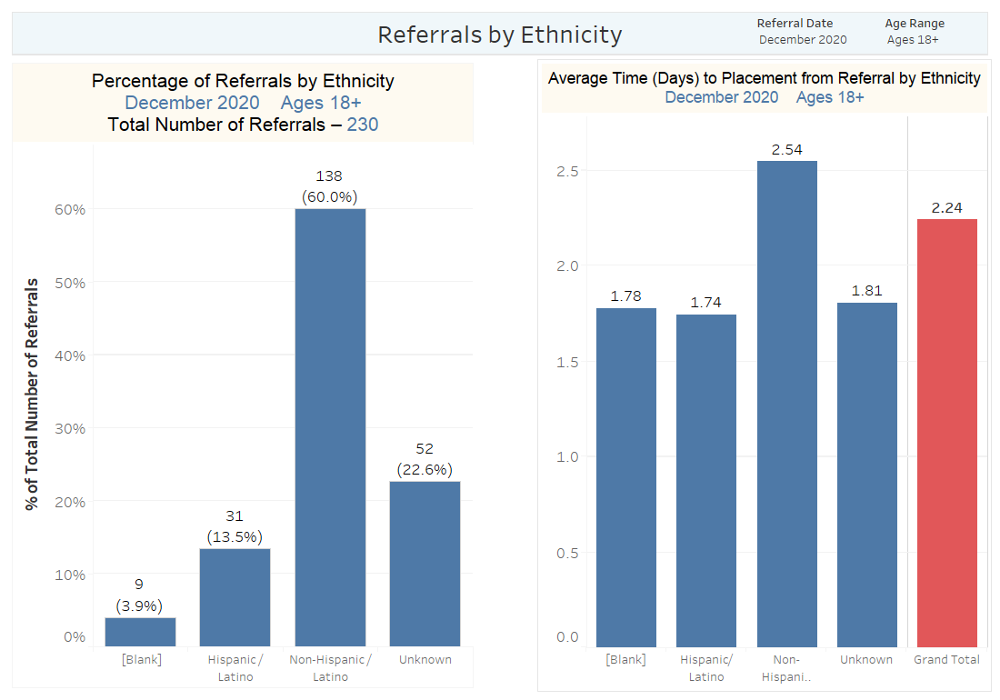 Referrals by Ethnicity
Referral Date
December 2020
Age Range
Ages 18+
Percentage of Referrals by Ethnicity
December 2020 Ages 18+
Total Number of Referrals – 230
% of Total Number of Referrals
60%
50%
40%
30%
20%
10%
0%
9
(3.9%)
31
(13.5%)
138
(60.0%)
52
(22.6%)
[Blank]
Hispanic /
Latino
Non-Hispanic /
Latino
Unknown
Average Time (Days) to Placement from Referral by Ethnicity
December 2020 Ages 18+
2.5
2.0
1.5
1.0
0.5
0.0
1.78
1.74
2.54
1.81
2.24
[Blank]
Hispanic/
Latino
Non-
Hispani..
Unknown
Grand Total